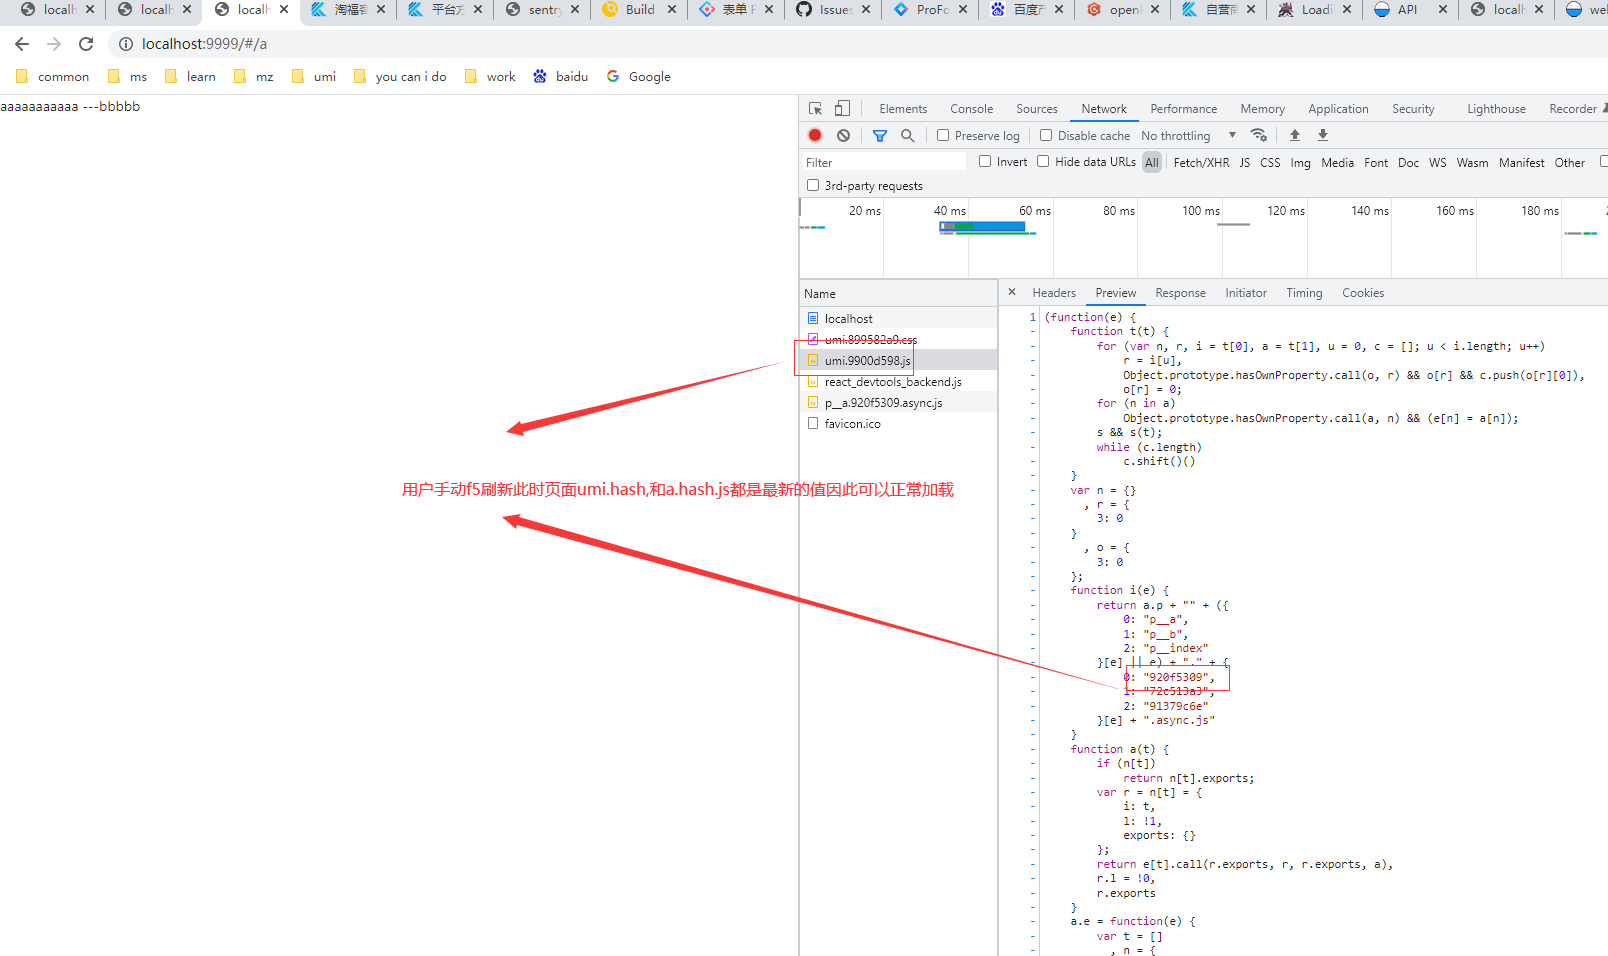 localh
localh
localh
淘福客
平台方
sentry
Build
表单 F
Issues
ProFo
百度产
openl
自营商
Loadi
API
localh
wel
localhost:9999/#/a
common
ms
learn
mz
umi
you can i do
work
baidu
Google
aaaaaaaaaaa ---bbbbb
Elements Console Sources Network Performance Memory Application Security Lighthouse Recorder
Preserve log Disable cache No throttling
Filter Invert Hide data URLs All Fetch/XHR JS CSS Img Media Font Doc WS Wasm Manifest Other
3rd-party requests
20 ms 40 ms 60 ms 80 ms 100 ms 120 ms 140 ms 160 ms 180 ms
Name
localhost
umi.899582a9.css
umi.9900d598.js
react_devtools_backend.js
p__a.920f5309.async.js
favicon.ico
用户手动f5刷新此时页面umi.hash,和a.hash.js都是最新的值因此可以正常加载
Headers Preview Response Initiator Timing Cookies
1 (function(e) {
- function t(t) {
- for (var n, r, i = t[0], a = t[1], u = 0, c = []; u < i.length; u++)
- r = i[u],
- Object.prototype.hasOwnProperty.call(o, r) && o[r] && c.push(o[r][0]),
- o[r] = 0;
- for (n in a)
- Object.prototype.hasOwnProperty.call(a, n) && (e[n] = a[n]);
- s && s(t);
- while (c.length)
- c.shift()()
- }
- var n = {}
- , r = {
- 3: 0
- }
- , o = {
- 3: 0
- };
- function i(e) {
- return a.p + "" + ({
- 0: "p__a",
- 1: "p__b",
- 2: "p__index"
- }[e] || e) + "." + {
- 0: "920f5309",
- 1: "72c513a3",
- 2: "91379c6e"
- }[e] + ".async.js"
- }
- function a(t) {
- if (n[t])
- return n[t].exports;
- var r = n[t] = {
- i: t,
- l: !1,
- exports: {}
- };
- return e[t].call(r.exports, r, r.exports, a),
- r.l = !0,
- r.exports
- }
- a.e = function(e) {
- var t = []
- , n = {